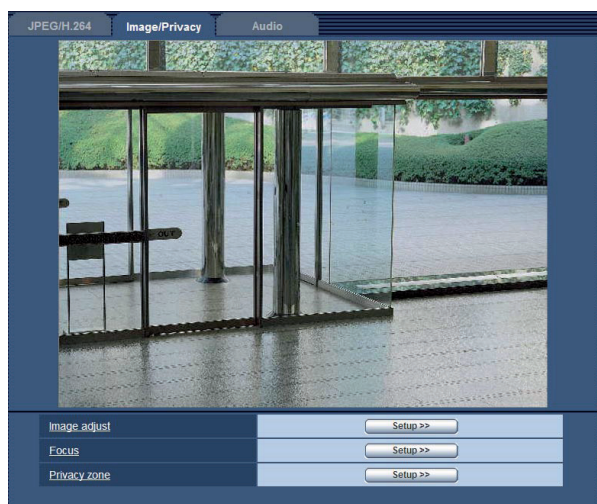 JPEG/H.264
Image/Privacy
Audio
OUT
Image adjust
Setup >>
Focus
Setup >>
Privacy zone
Setup >>